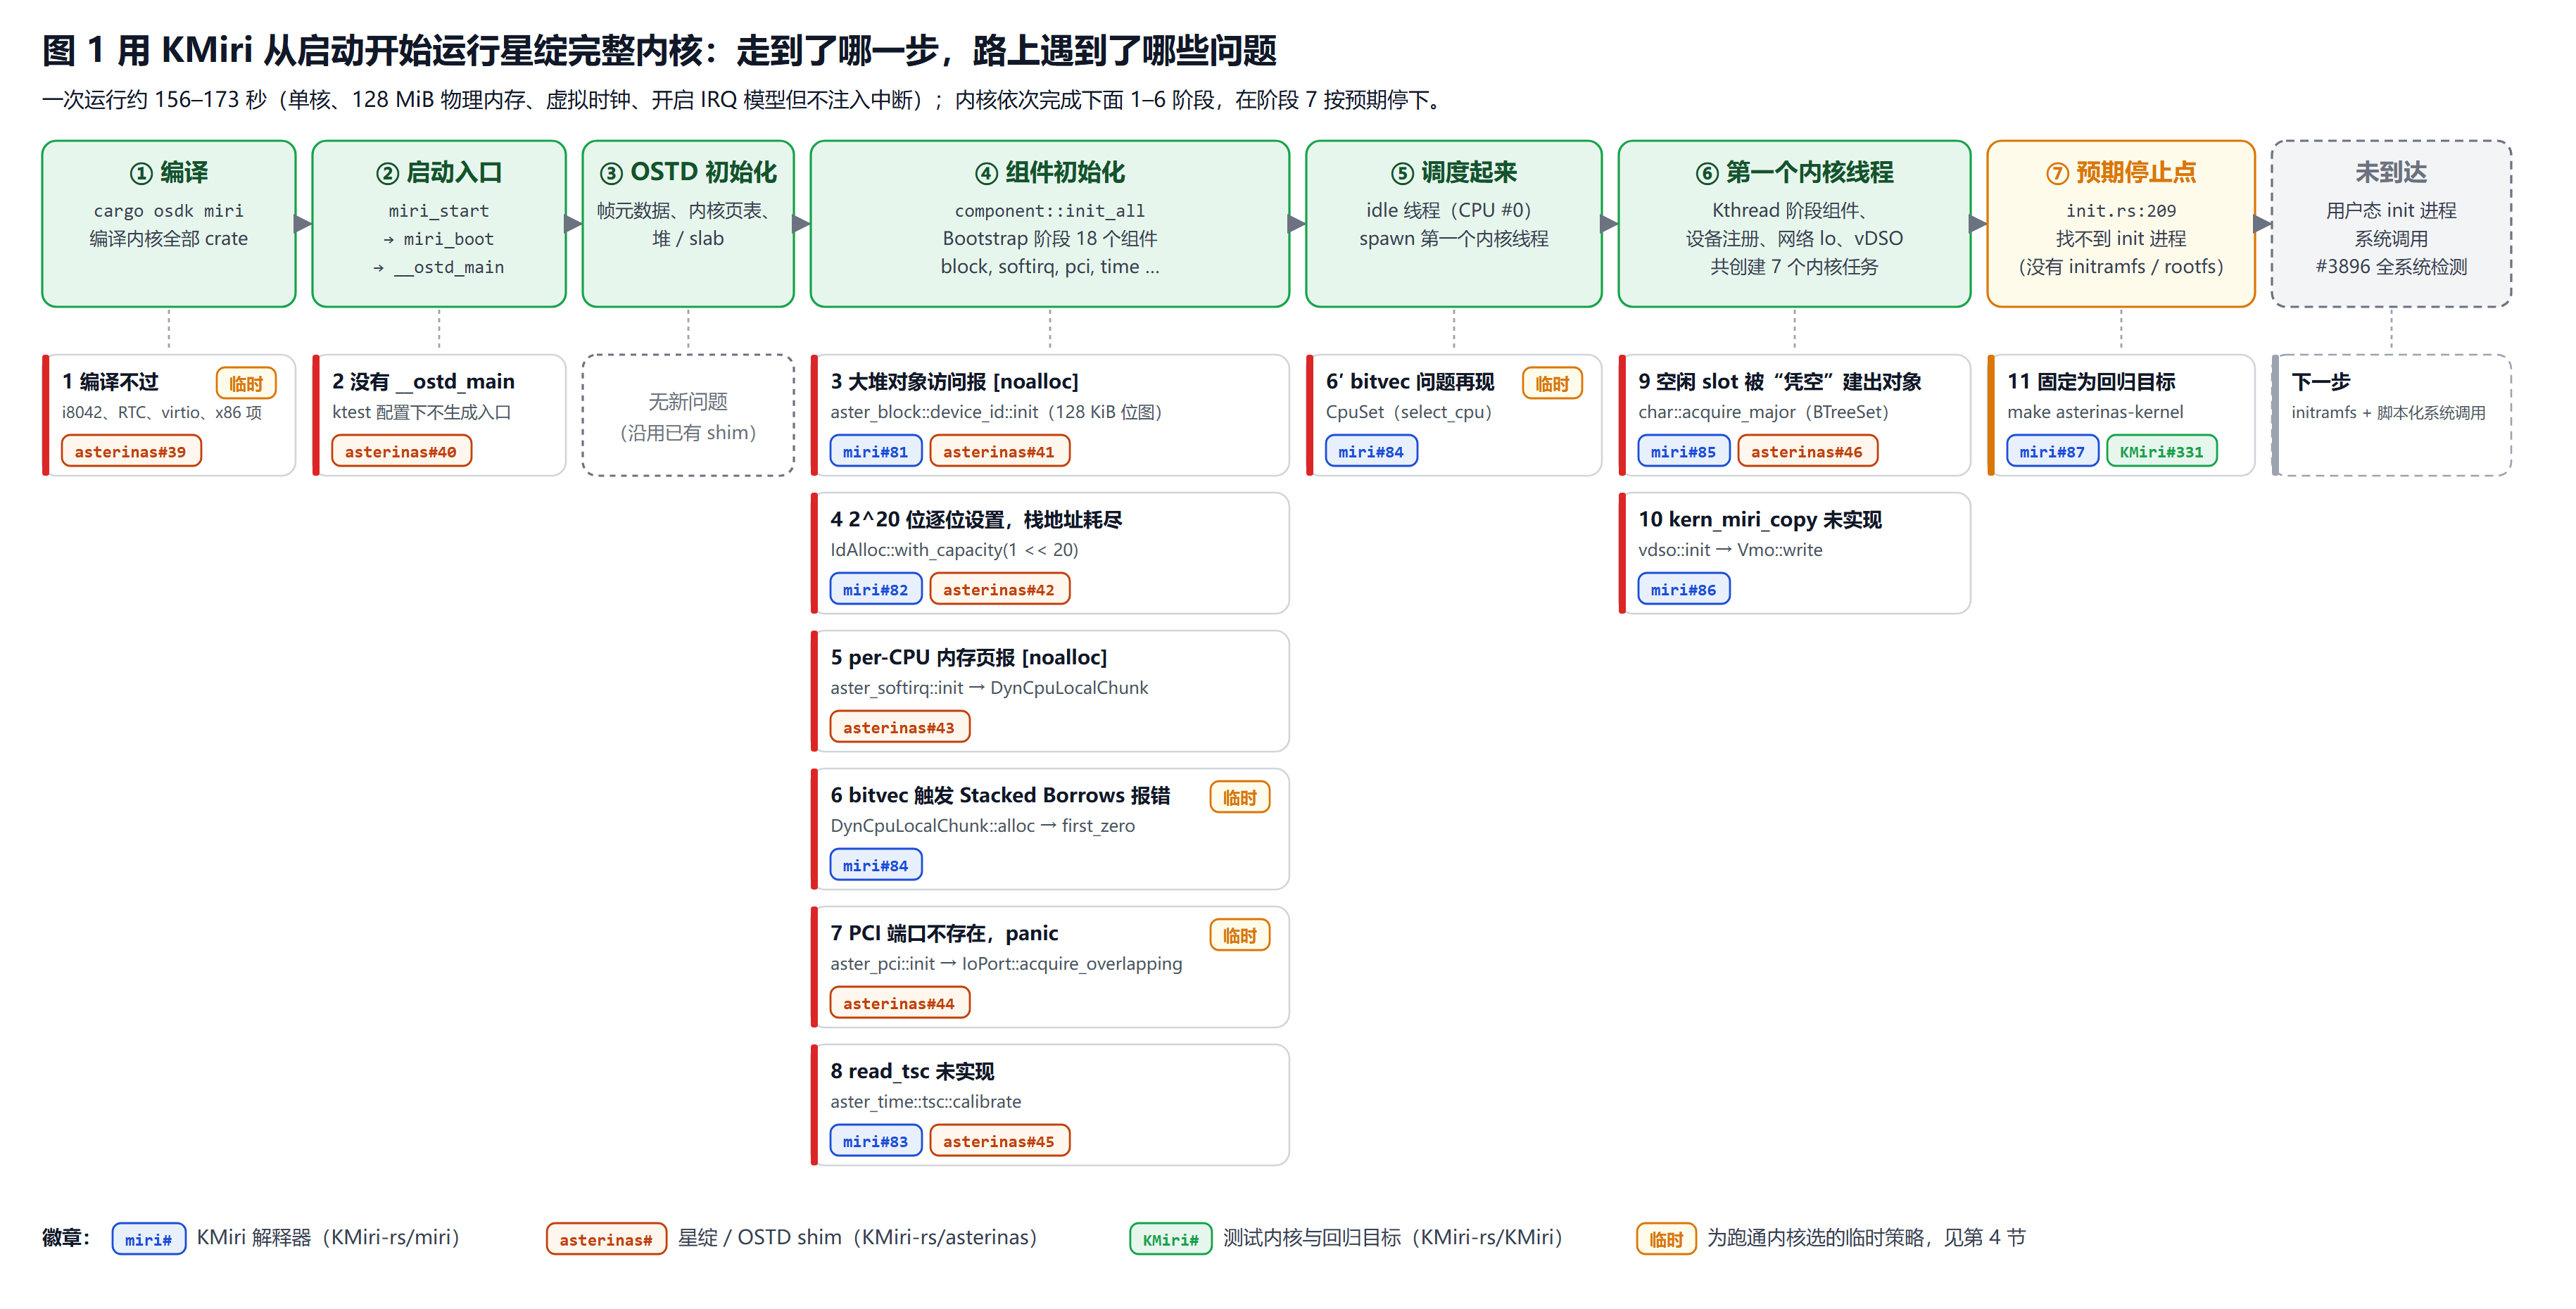 图 1 用 KMiri 从启动开始运行星绽完整内核：走到了哪一步，路上遇到了哪些问题
一次运行约 156–173 秒（单核、128 MiB 物理内存、虚拟时钟、开启 IRQ 模型但不注入中断）；内核依次完成下面 1–6 阶段，在阶段 7 按预期停下。
① 编译
cargo osdk miri
编译内核全部 crate
② 启动入口
miri_start
→ miri_boot
→ __ostd_main
③ OSTD 初始化
帧元数据、内核页表、
堆 / slab
④ 组件初始化
component::init_all
Bootstrap 阶段 18 个组件
block, softirq, pci, time ...
⑤ 调度起来
idle 线程（CPU #0）
spawn 第一个内核线程
⑥ 第一个内核线程
Kthread 阶段组件、
设备注册、网络 lo、vDSO
共创建 7 个内核任务
⑦ 预期停止点
init.rs:209
找不到 init 进程
（没有 initramfs / rootfs）
未到达
用户态 init 进程
系统调用
#3896 全系统检测
1 编译不过 临时
i8042、RTC、virtio、x86 项
asterinas#39
2 没有 __ostd_main
ktest 配置下不生成入口
asterinas#40
无新问题
（沿用已有 shim）
3 大堆对象访问报 [noalloc]
aster_block::device_id::init（128 KiB 位图）
miri#81 asterinas#41
4 2^20 位逐位设置，栈地址耗尽
IdAlloc::with_capacity(1 << 20)
miri#82 asterinas#42
5 per-CPU 内存页报 [noalloc]
aster_softirq::init → DynCpuLocalChunk
asterinas#43
6 bitvec 触发 Stacked Borrows 报错 临时
DynCpuLocalChunk::alloc → first_zero
miri#84
7 PCI 端口不存在，panic 临时
aster_pci::init → IoPort::acquire_overlapping
asterinas#44
8 read_tsc 未实现
aster_time::tsc::calibrate
miri#83 asterinas#45
6’ bitvec 问题再现 临时
CpuSet（select_cpu）
miri#84
9 空闲 slot 被“凭空”建出对象
char::acquire_major（BTreeSet）
miri#85 asterinas#46
10 kern_miri_copy 未实现
vdso::init → Vmo::write
miri#86
11 固定为回归目标
make asterinas-kernel
miri#87 KMiri#331
下一步
initramfs + 脚本化系统调用
徽章： miri# KMiri 解释器（KMiri-rs/miri） asterinas# 星绽 / OSTD shim（KMiri-rs/asterinas） KMiri# 测试内核与回归目标（KMiri-rs/KMiri） 临时 为跑通内核选的临时策略，见第 4 节